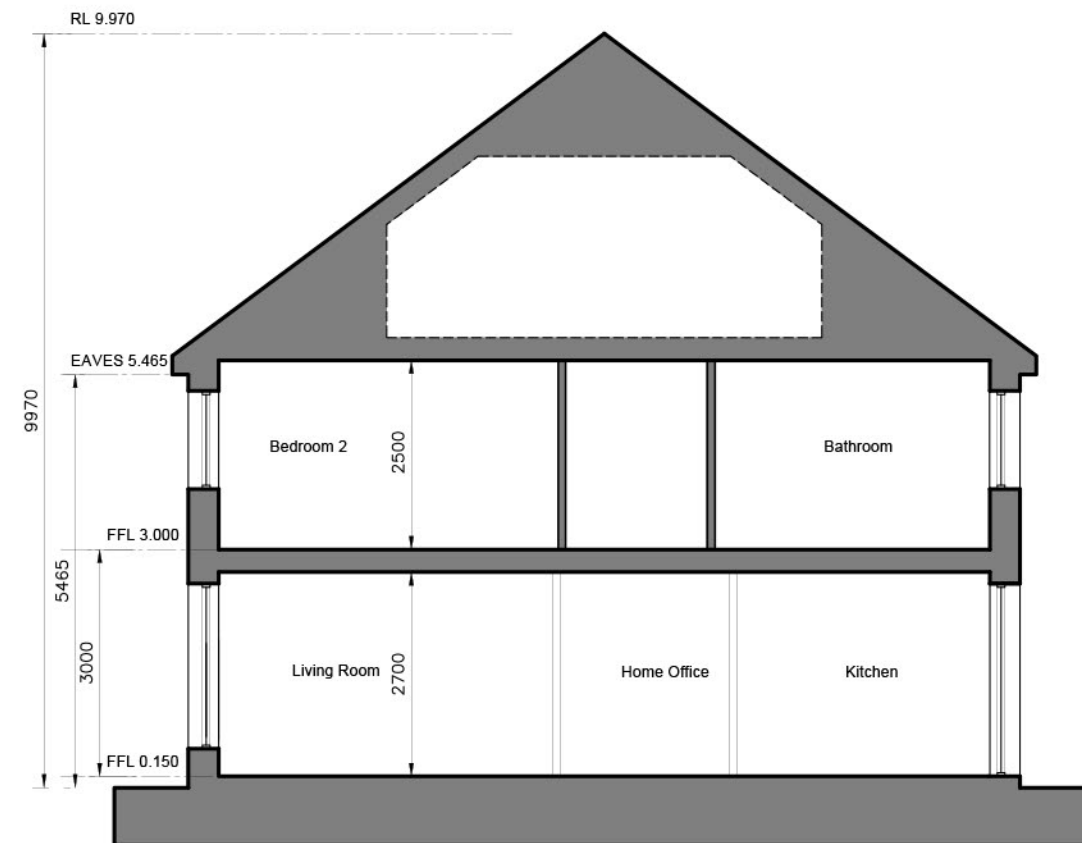 RL 9.970
EAVES 5.465
9970
Bedroom 2
2500
Bathroom
FFL 3.000
5465
3000
Living Room
2700
Home Office
Kitchen
FFL 0.150